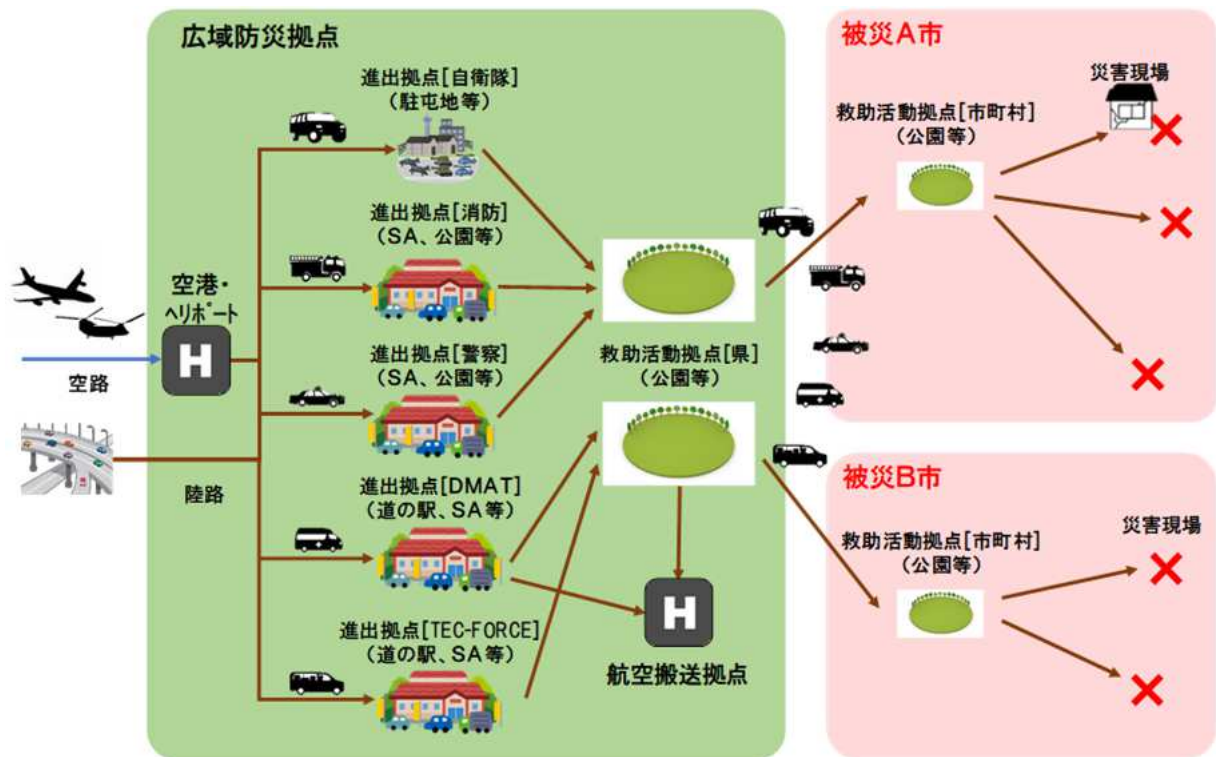 広域防災拠点
進出拠点[自衛隊]
(駐屯地等)
進出拠点[消防]
(SA、公園等)
空港・
ヘリポート
H
空路
陸路
進出拠点[警察]
(SA、公園等)
救助活動拠点[県]
(公園等)
進出拠点[DMAT]
(道の駅、SA等)
進出拠点[TEC-FORCE]
(道の駅、SA等)
H
航空搬送拠点
被災A市
災害現場
救助活動拠点[市町村]
(公園等)
被災B市
災害現場
救助活動拠点[市町村]
(公園等)